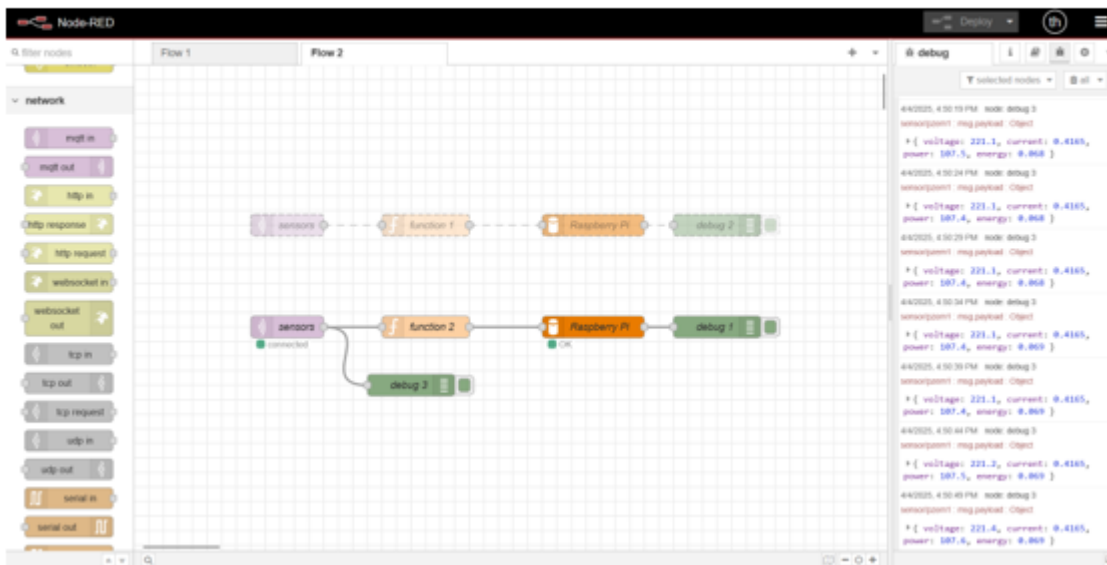 Node-RED
Deploy
th
filter nodes
Flow 1
Flow 2
debug
i
selected nodes
all
network
mqtt in
mqtt out
http in
http response
http request
websocket in
websocket out
tcp in
tcp out
tcp request
udp in
udp out
serial in
serial out
sensors
function 1
Raspberry Pi
debug 2
sensors
function 2
Raspberry Pi
debug 1
connected
OK
debug 3
4/4/2025, 4:50:19 PM node: debug 3
msg.payload : Object
{ voltage: 221.1, current: 0.4165,
power: 107.5, energy: 0.068 }
4/4/2025, 4:50:24 PM node: debug 3
msg.payload : Object
{ voltage: 221.1, current: 0.4165,
power: 107.4, energy: 0.068 }
4/4/2025, 4:50:29 PM node: debug 3
msg.payload : Object
{ voltage: 221.1, current: 0.4165,
power: 107.4, energy: 0.068 }
4/4/2025, 4:50:34 PM node: debug 3
msg.payload : Object
{ voltage: 221.1, current: 0.4165,
power: 107.4, energy: 0.069 }
4/4/2025, 4:50:39 PM node: debug 3
msg.payload : Object
{ voltage: 221.1, current: 0.4165,
power: 107.4, energy: 0.069 }
4/4/2025, 4:50:44 PM node: debug 3
msg.payload : Object
{ voltage: 221.2, current: 0.4165,
power: 107.5, energy: 0.069 }
4/4/2025, 4:50:49 PM node: debug 3
msg.payload : Object
{ voltage: 221.4, current: 0.4165,
power: 107.6, energy: 0.069 }